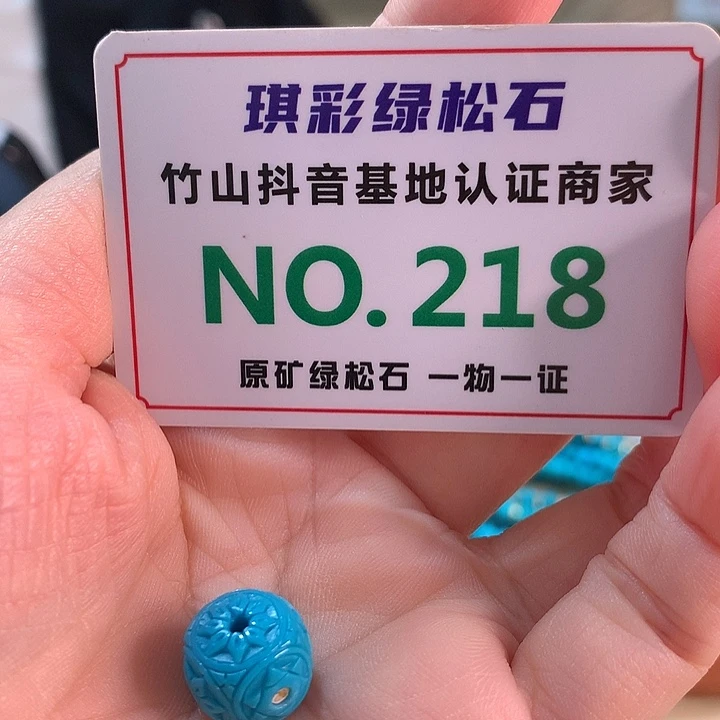 琪彩绿松石
竹山抖音基地认证商家
NO.218
原矿绿松石 一物一证